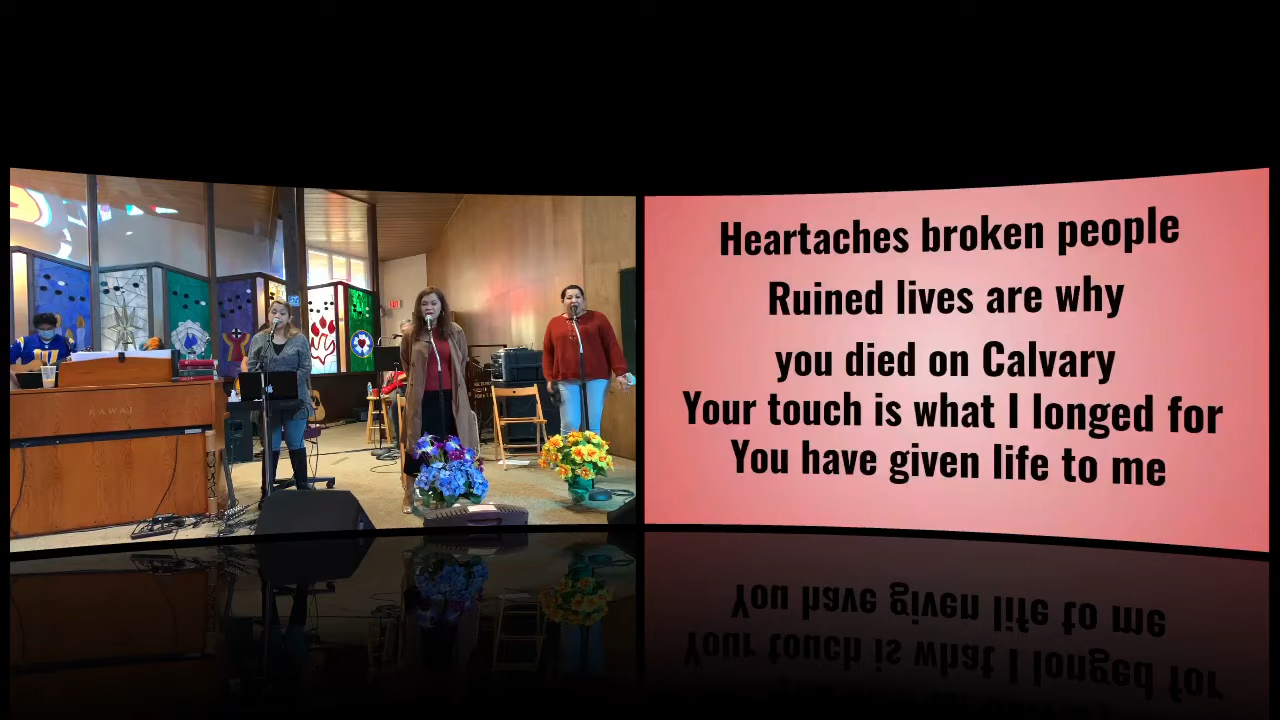 KAWAI
Heartaches broken people
Ruined lives are why
you died on Calvary
Your touch is what I longed for
You have given life to me